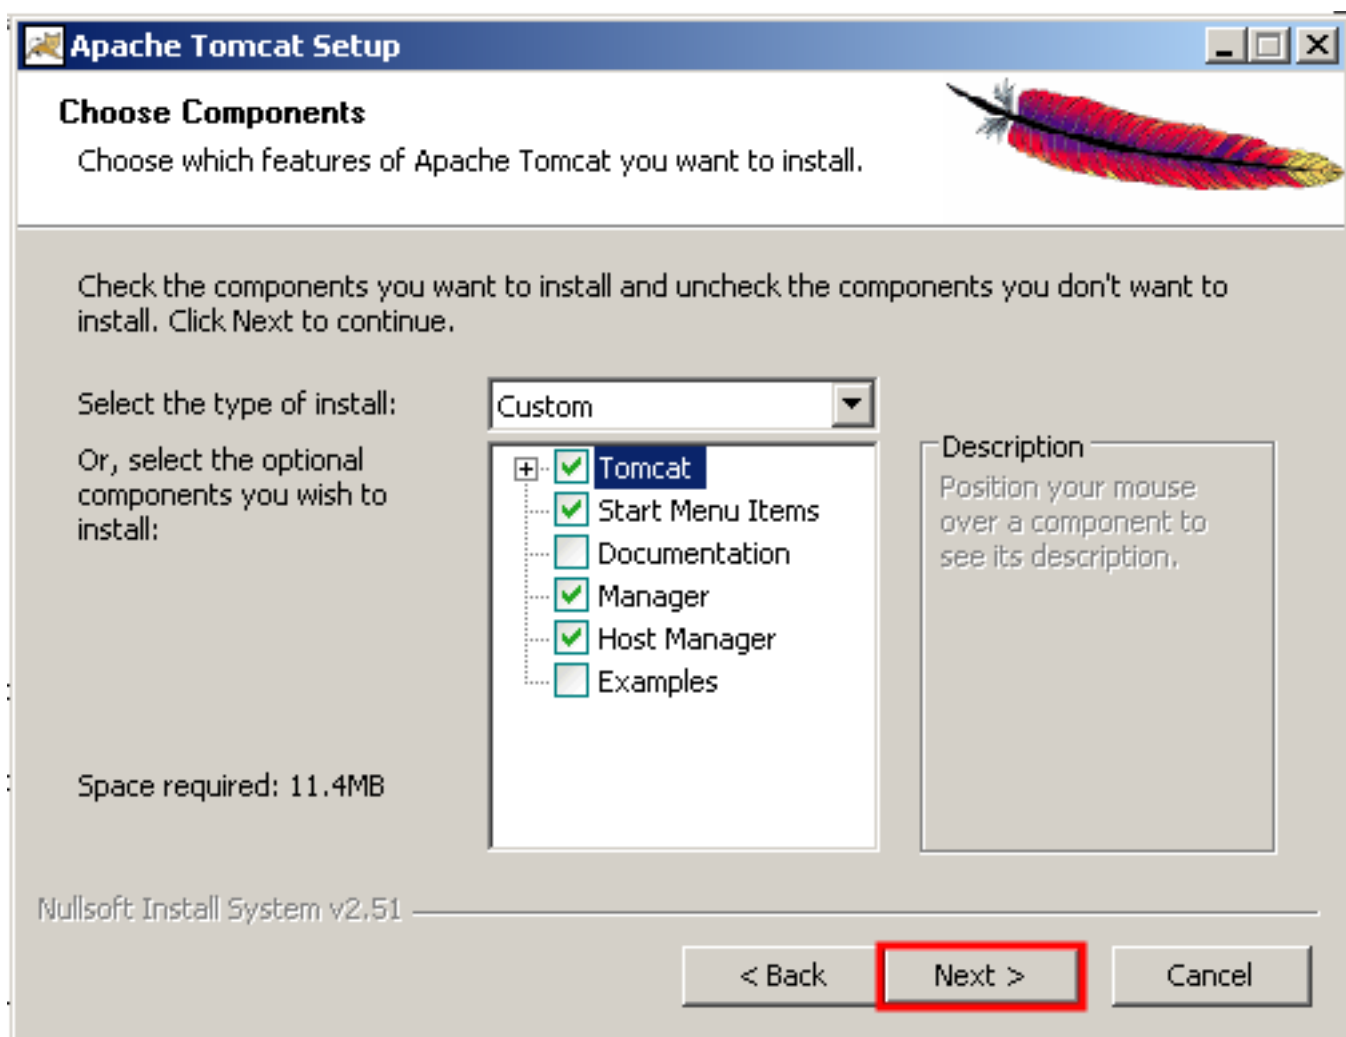 Apache Tomcat Setup
Choose Components
Choose which features of Apache Tomcat you want to install.
Check the components you want to install and uncheck the components you don't want to
install. Click Next to continue.
Select the type of install:
Custom
Or, select the optional
components you wish to
install:
Tomcat
Start Menu Items
Documentation
Manager
Host Manager
Examples
Description
Position your mouse
over a component to
see its description.
Space required: 11.4MB
Nullsoft Install System v2.51
< Back
Next >
Cancel